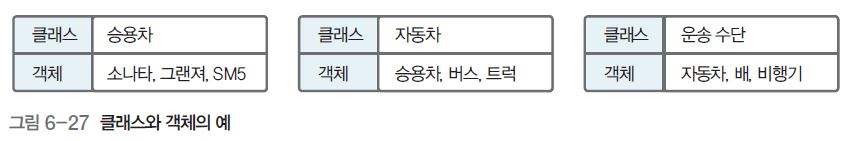 클래스 승용차
객체 소나타, 그랜져, SM5
클래스 자동차
객체 승용차, 버스, 트럭
클래스 운송 수단
객체 자동차, 배, 비행기
그림 6-27 클래스와 객체의 예